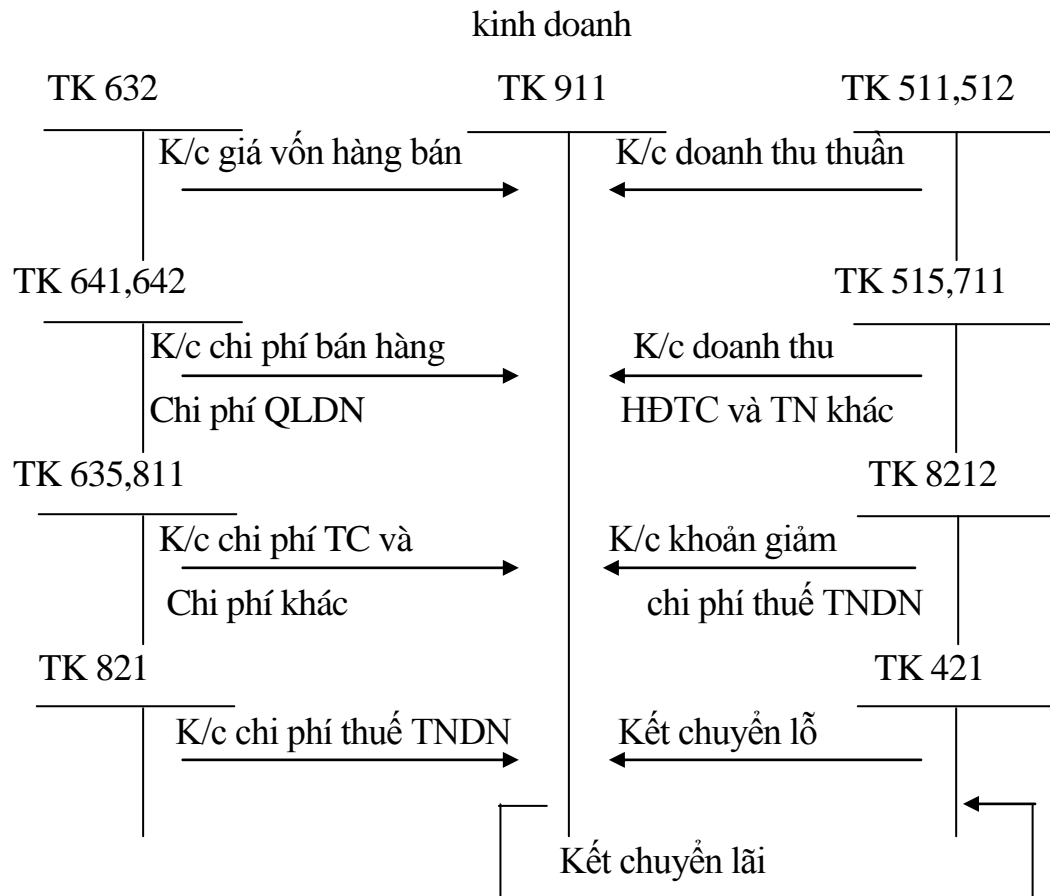 kinh doanh
TK 632
TK 911
TK 511,512
K/c giá vốn hàng bán
K/c doanh thu thuần
TK 641,642
TK 515,711
K/c chi phí bán hàng
K/c doanh thu
Chi phí QLDN
HĐTC và TN khác
TK 635,811
TK 8212
K/c chi phí TC và
K/c khoản giảm
Chi phí khác
chi phí thuế TNDN
TK 821
TK 421
K/c chi phí thuế TNDN
Kết chuyển lỗ
Kết chuyển lãi